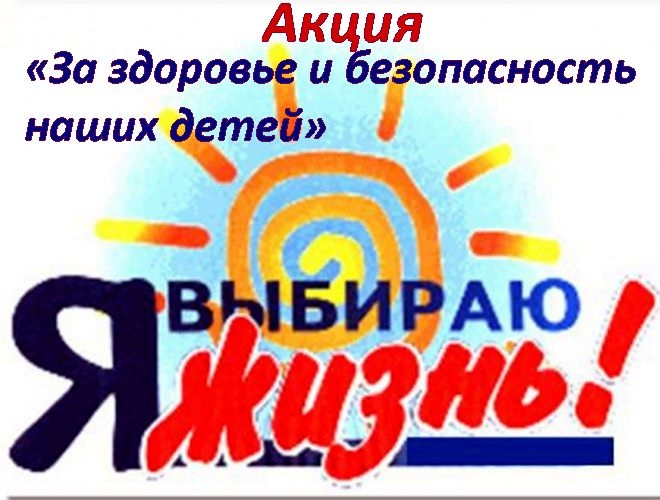 Акция
«За здоровье и безопасность
наших детей»
Я ВЫБИРАЮ
жизнь!